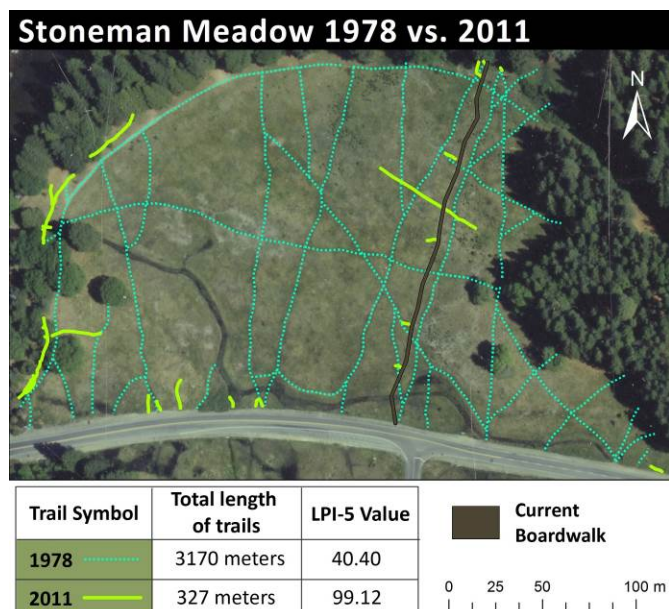 Stoneman Meadow 1978 vs. 2011
N
Trail Symbol
Total length
of trails
LPI-5 Value
1978
3170 meters
40.40
2011
327 meters
99.12
Current
Boardwalk
0 25 50 100 m